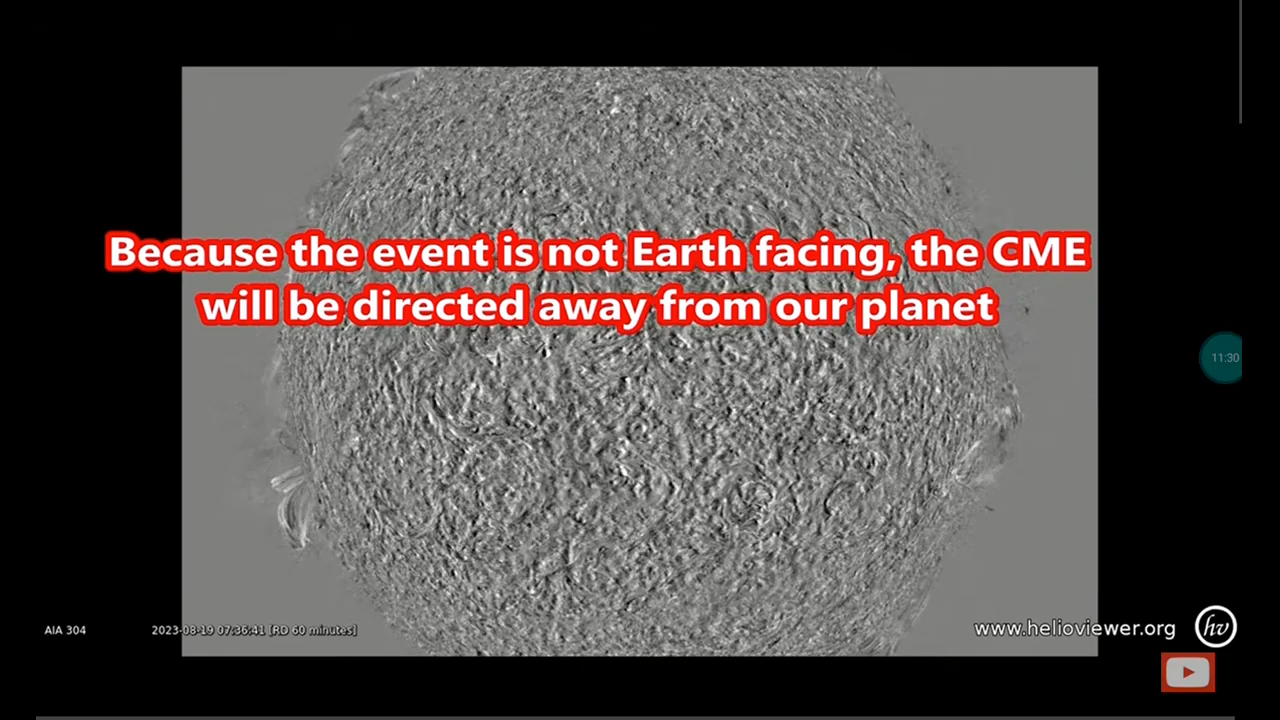 Because the event is not Earth facing, the CME
will be directed away from our planet
11:30
AIA 304
2023-08-19 07:36:41 [RD 60 minutes]
www.helioviewer.org
hv